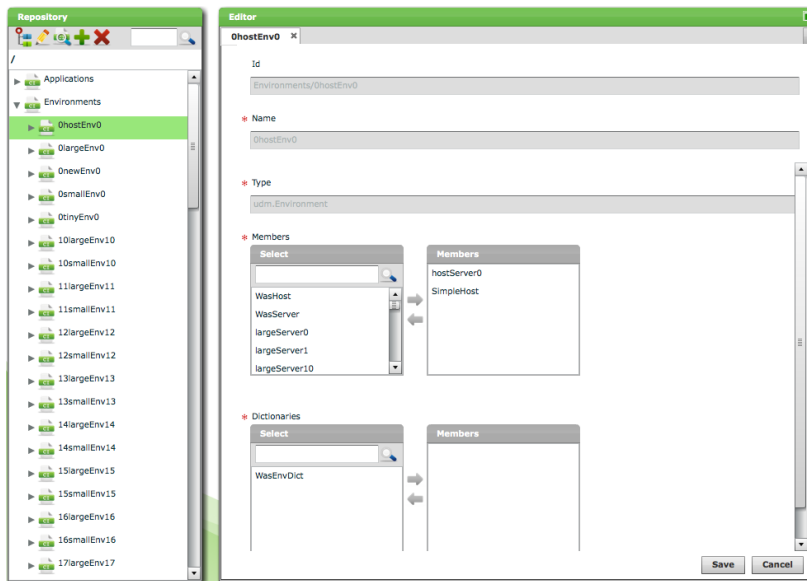 Repository
/
Applications
Environments
0hostEnv0
0largeEnv0
0newEnv0
0smallEnv0
0tinyEnv0
10largeEnv10
10smallEnv10
11largeEnv11
11smallEnv11
12largeEnv12
12smallEnv12
13largeEnv13
13smallEnv13
14largeEnv14
14smallEnv14
15largeEnv15
15smallEnv15
16largeEnv16
16smallEnv16
17largeEnv17
Editor
0hostEnv0 ×
Id
Environments/0hostEnv0
* Name
0hostEnv0
* Type
udm.Environment
* Members
Select
WasHost
WasServer
largeServer0
largeServer1
largeServer10
Members
hostServer0
SimpleHost
* Dictionaries
Select
WasEnvDict
Members
Save Cancel